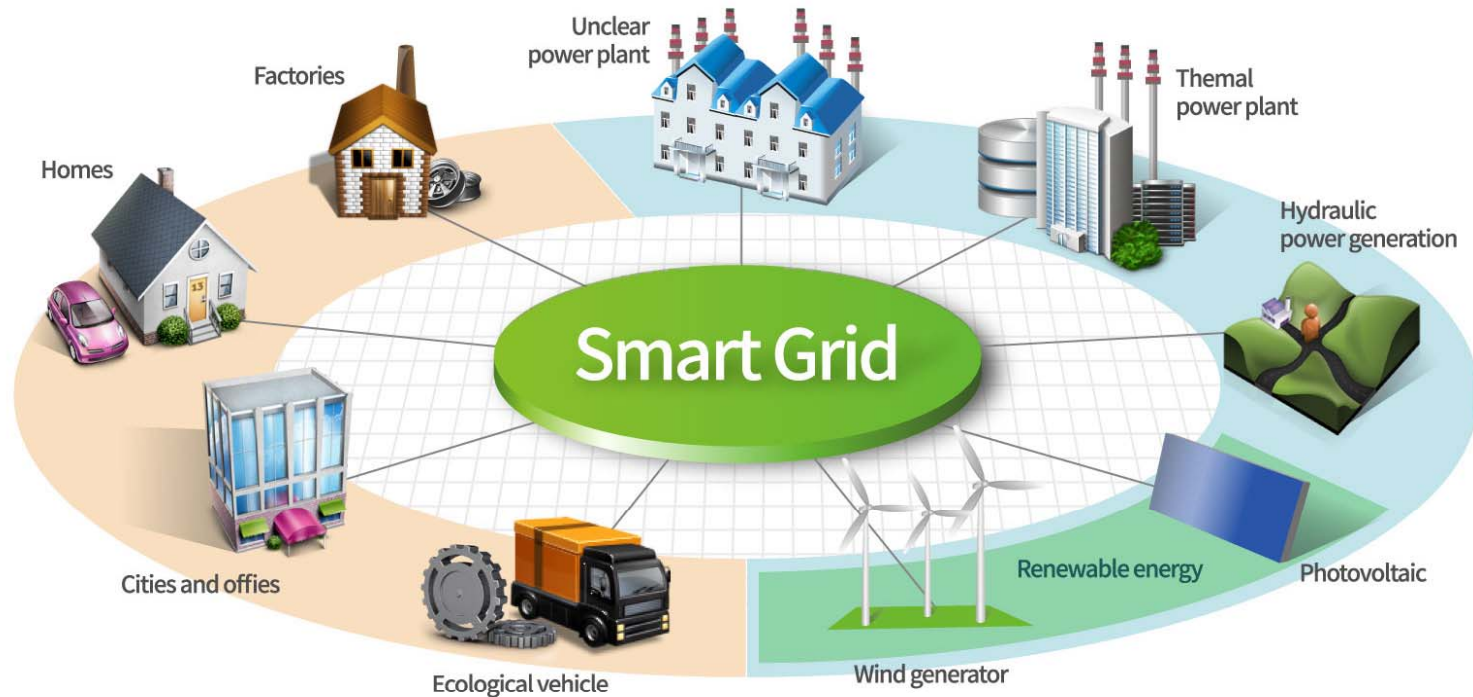 Unclear
power plant
Factories
Themal
power plant
Homes
Hydraulic
power generation
13
Smart Grid
Cities and offies
Renewable energy
Photovoltaic
Ecological vehicle
Wind generator